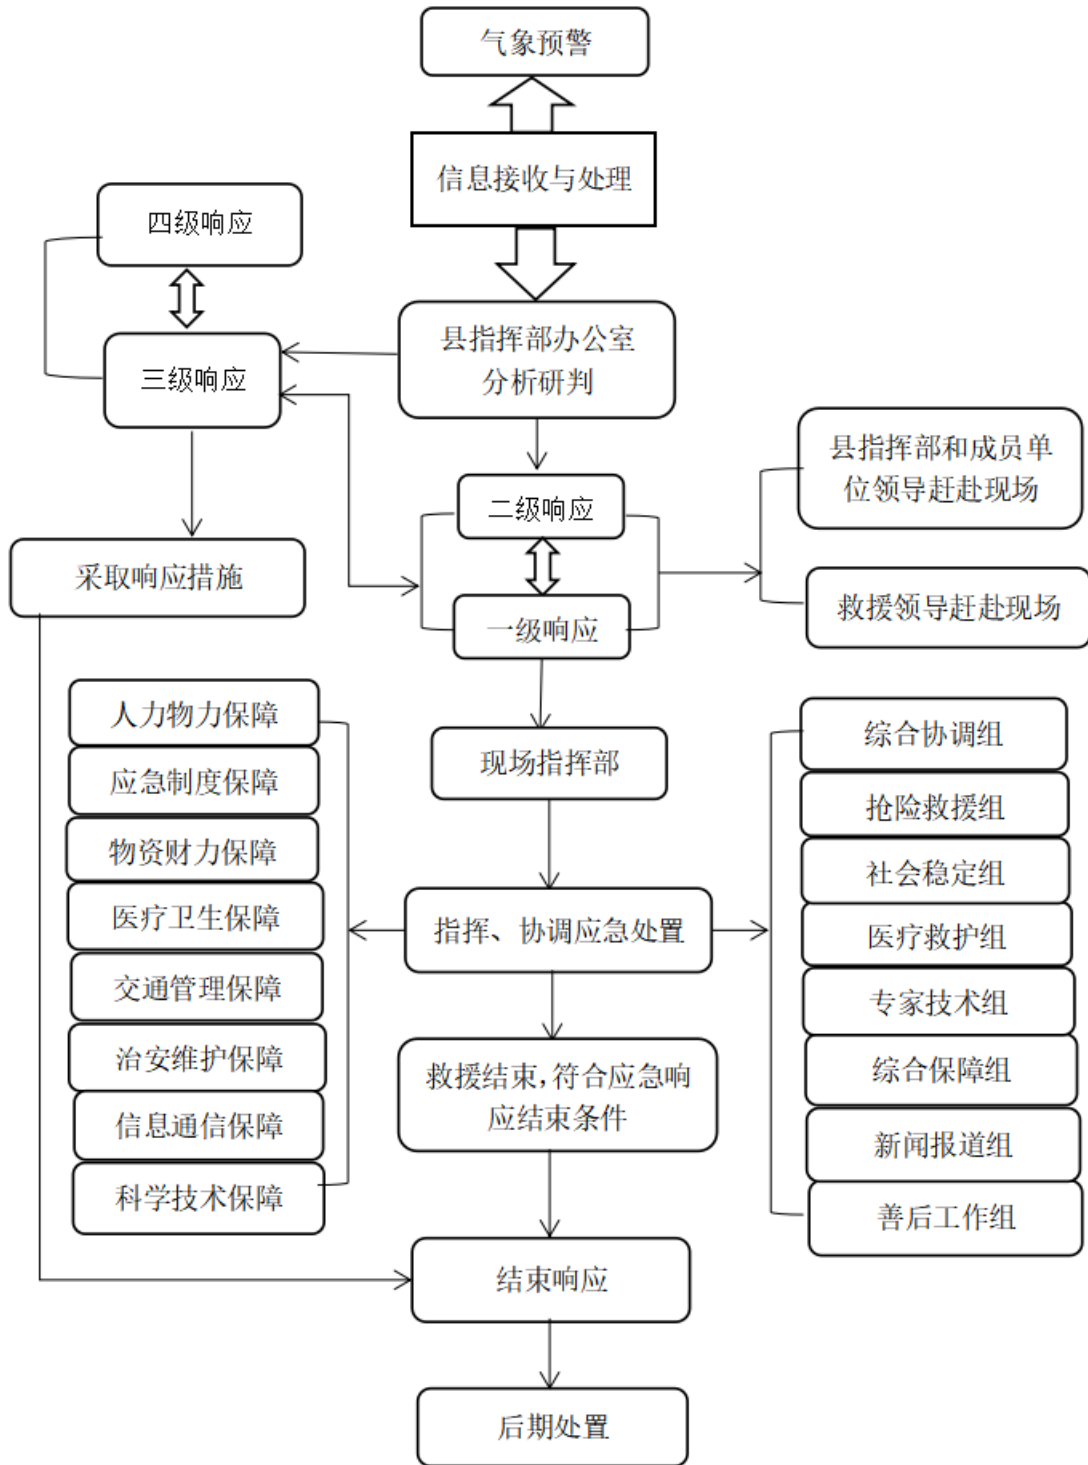 气象预警
信息接收与处理
四级响应
县指挥部办公室
分析研判
三级响应
县指挥部和成员单
位领导赶赴现场
二级响应
采取响应措施
救援领导赶赴现场
一级响应
人力物力保障
应急制度保障
物资财力保障
医疗卫生保障
交通管理保障
治安维护保障
信息通信保障
科学技术保障
现场指挥部
指挥、协调应急处置
救援结束,符合应急响
应结束条件
综合协调组
抢险救援组
社会稳定组
医疗救护组
专家技术组
综合保障组
新闻报道组
善后工作组
结束响应
后期处置